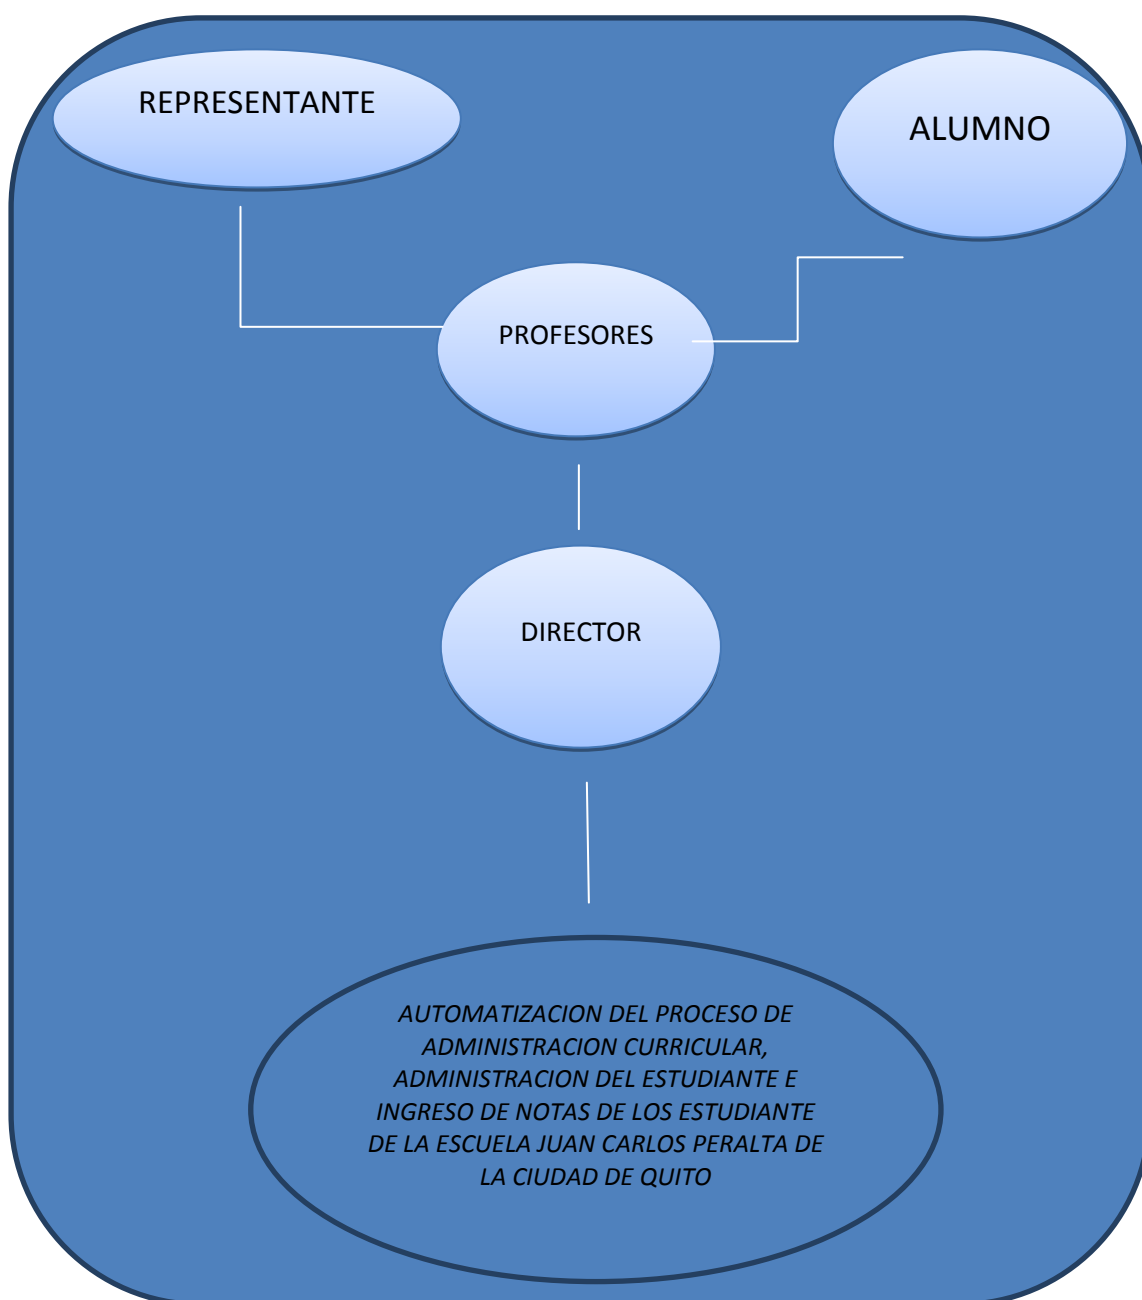 REPRESENTANTE
ALUMNO
PROFESORES
DIRECTOR
AUTOMATIZACION DEL PROCESO DE
ADMINISTRACION CURRICULAR,
ADMINISTRACION DEL ESTUDIANTE E
INGRESO DE NOTAS DE LOS ESTUDIANTE
DE LA ESCUELA JUAN CARLOS PERALTA DE
LA CIUDAD DE QUITO